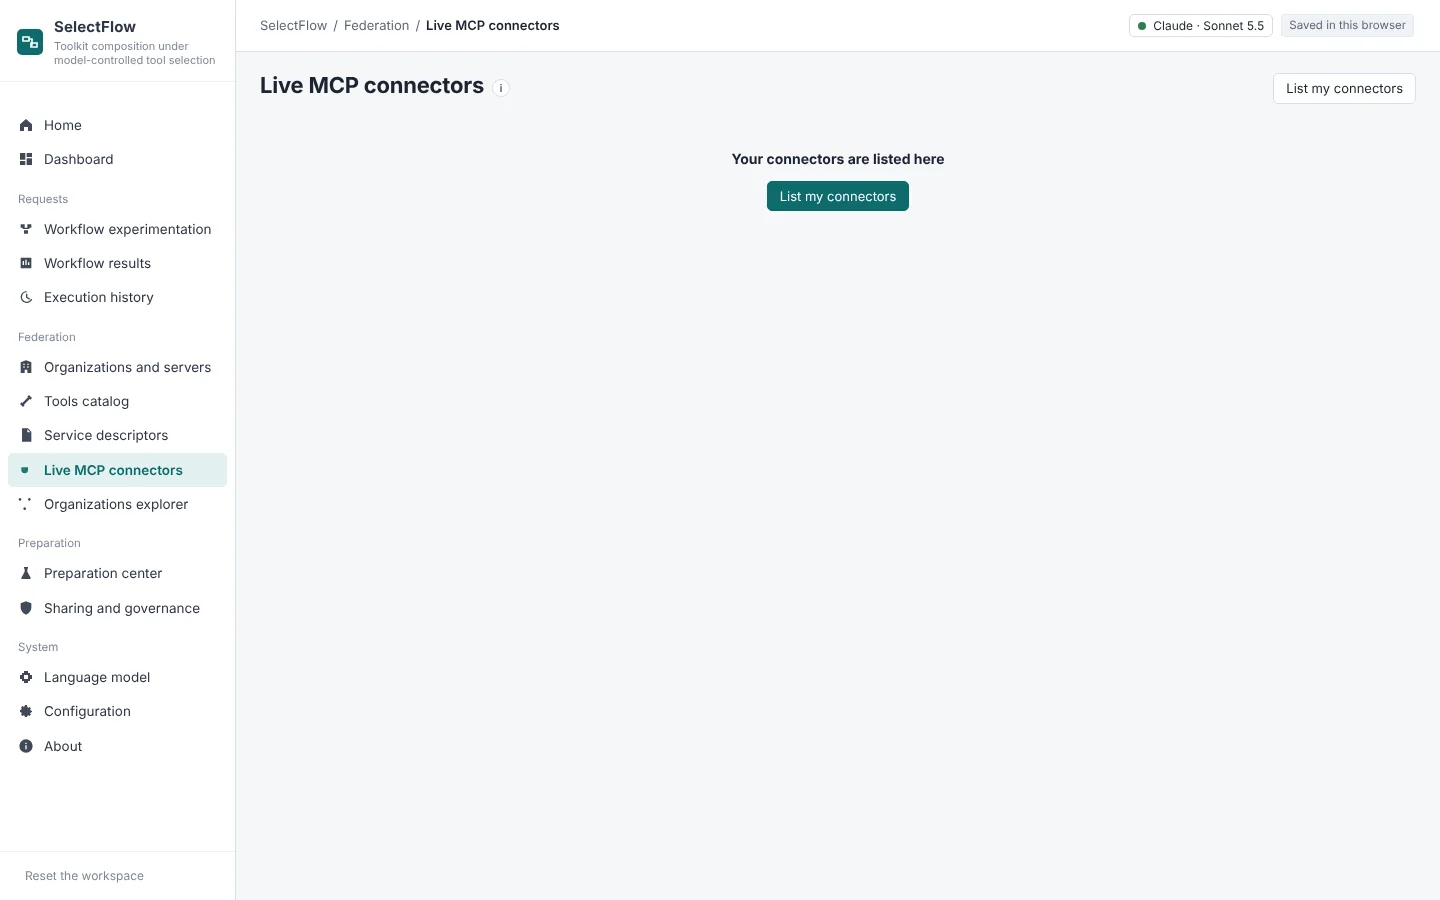 SelectFlow
Toolkit composition under
model-controlled tool selection
Home
Dashboard
Requests
Workflow experimentation
Workflow results
Execution history
Federation
Organizations and servers
Tools catalog
Service descriptors
Live MCP connectors
Organizations explorer
Preparation
Preparation center
Sharing and governance
System
Language model
Configuration
About
Reset the workspace
SelectFlow / Federation / Live MCP connectors
Claude · Sonnet 5.5
Saved in this browser
Live MCP connectors i
List my connectors
Your connectors are listed here
List my connectors